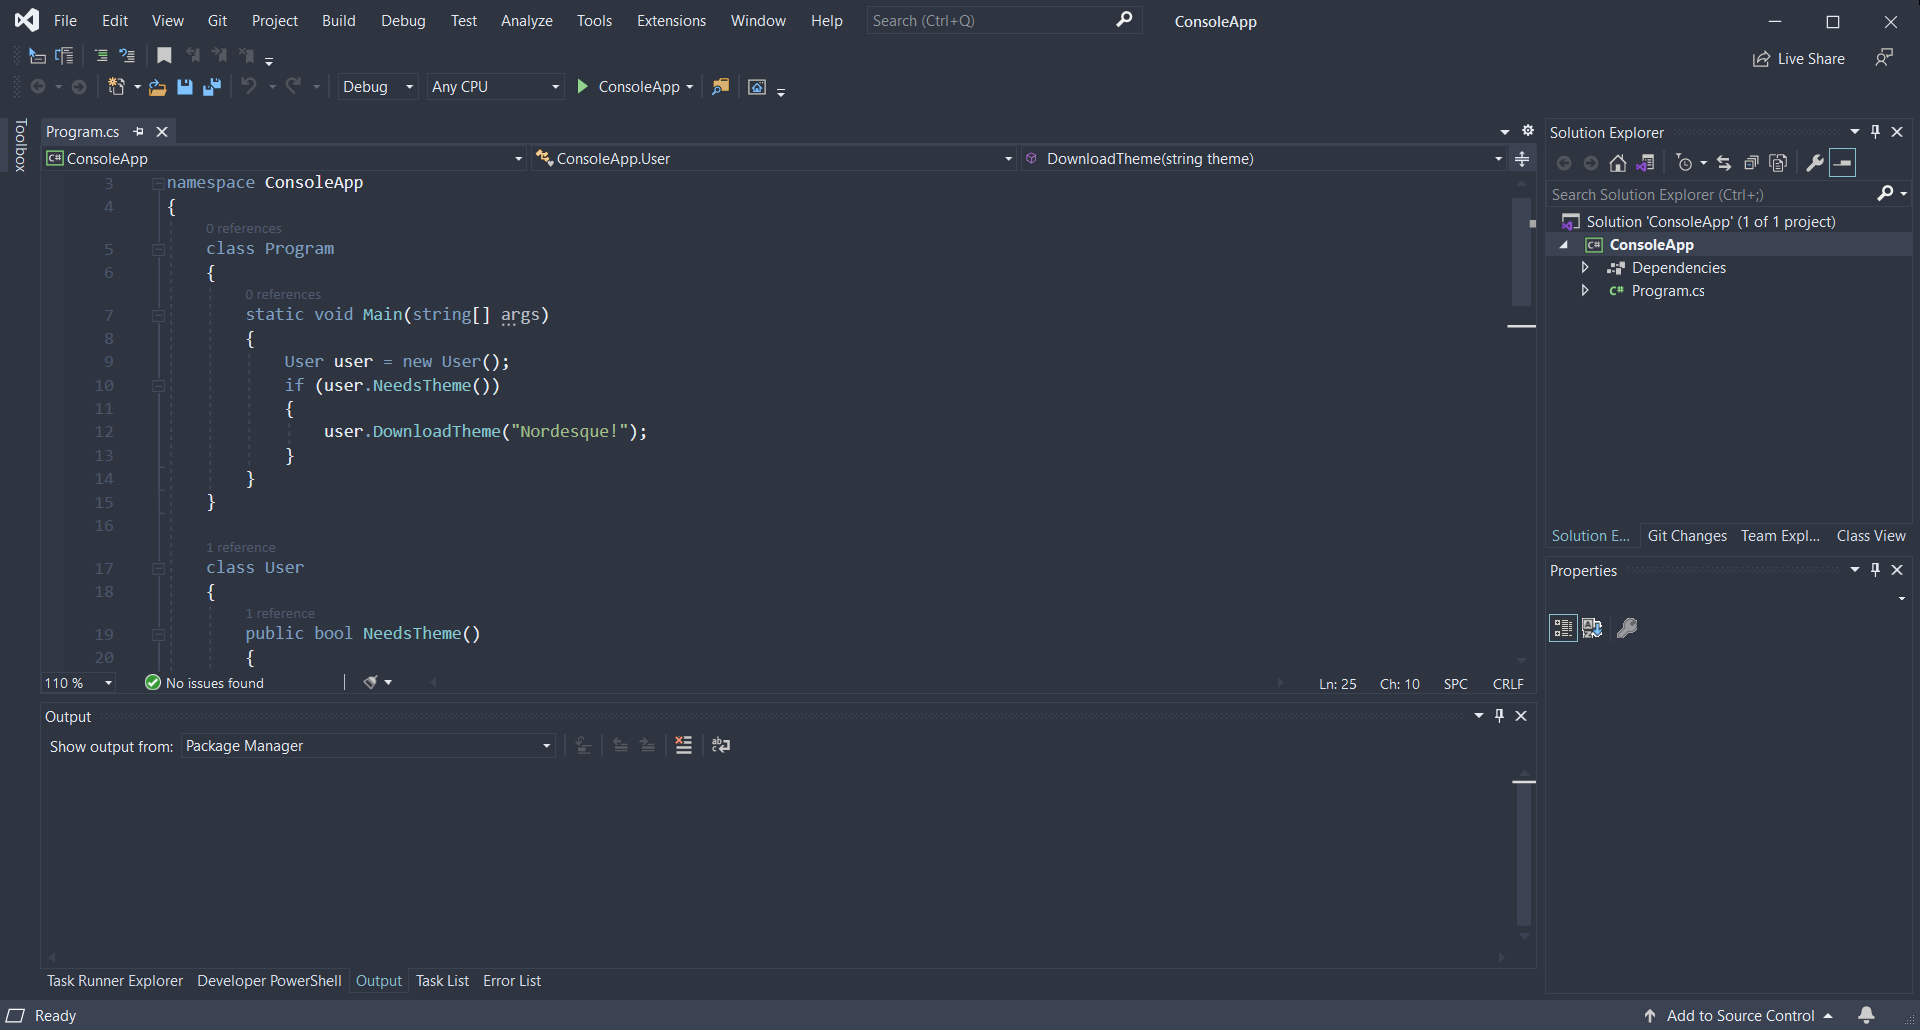 File Edit View Git Project Build Debug Test Analyze Tools Extensions Window Help Search (Ctrl+Q) ConsoleApp
Live Share
Debug Any CPU ConsoleApp
Toolbox
Program.cs
ConsoleApp ConsoleApp.User DownloadTheme(string theme)
3 namespace ConsoleApp
4 {
0 references
5 class Program
6 {
0 references
7 static void Main(string[] args)
8 {
9 User user = new User();
10 if (user.NeedsTheme())
11 {
12 user.DownloadTheme("Nordesque!");
13 }
14 }
15 }
16
1 reference
17 class User
18 {
1 reference
19 public bool NeedsTheme()
20 {
110 % No issues found Ln: 25 Ch: 10 SPC CRLF
Output
Show output from: Package Manager
Task Runner Explorer Developer PowerShell Output Task List Error List
Solution Explorer
Search Solution Explorer (Ctrl+;)
Solution 'ConsoleApp' (1 of 1 project)
C# ConsoleApp
Dependencies
C# Program.cs
Solution E... Git Changes Team Expl... Class View
Properties
Ready Add to Source Control